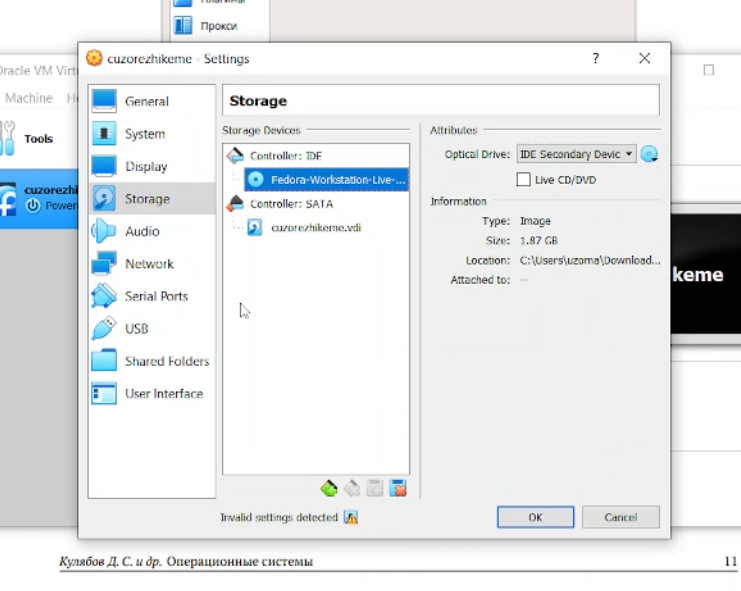 Плагины
Прокси
cuzorezhikeme - Settings
?
Oracle VM Virt
Machine He
Tools
cuzorezhi
Power
General
System
Display
Storage
Audio
Network
Serial Ports
USB
Shared Folders
User Interface
Storage
Storage Devices
Controller: IDE
Fedora-Workstation-Live-...
Controller: SATA
cuzorezhikeme.vdi
Attributes
Optical Drive: IDE Secondary Devic
Live CD/DVD
Information
Type: Image
Size: 1.87 GB
Location: C:\Users\uzoma\Download...
Attached to: --
keme
Invalid settings detected
OK
Cancel
Кулябов Д. С. и др. Операционные системы
11